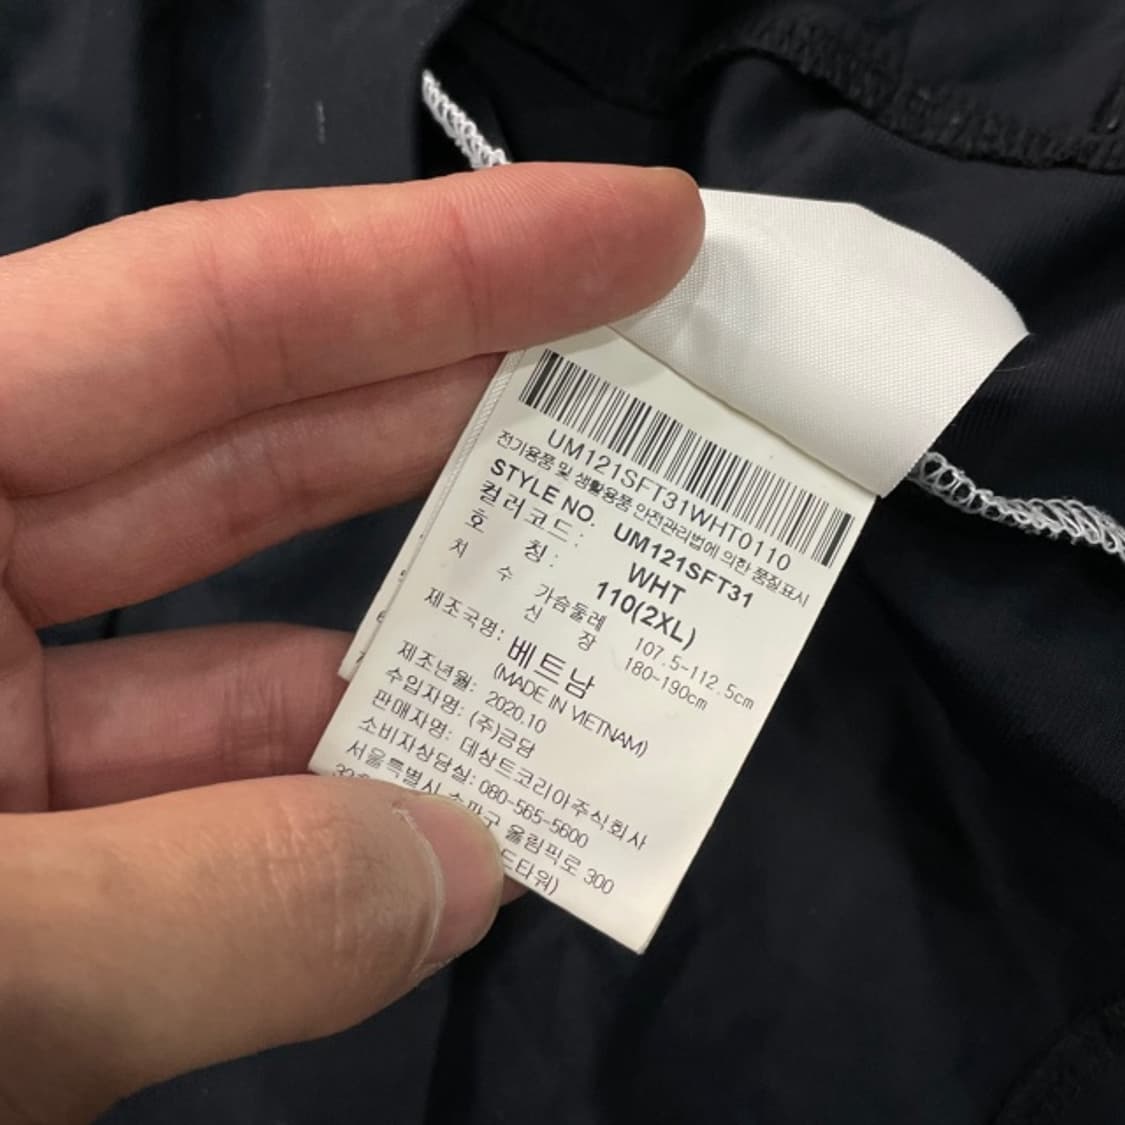 UM121SFT31WHT0110
전기용품 및 생활용품 안전관리법에 의한 품질표시
STYLE NO. UM121SFT31
컬러코드 : WHT
호 칭 : 110(2XL)
치 수 가슴둘레 107.5-112.5cm
신 장 180-190cm
제조국명: 베트남
(MADE IN VIETNAM)
제조년월: 2020.10
수입자명: (주)금담
판매자명: 데상트코리아주식회사
소비자상담실: 080-565-5600
서울특별시 송파구 올림픽로 300
드타워)